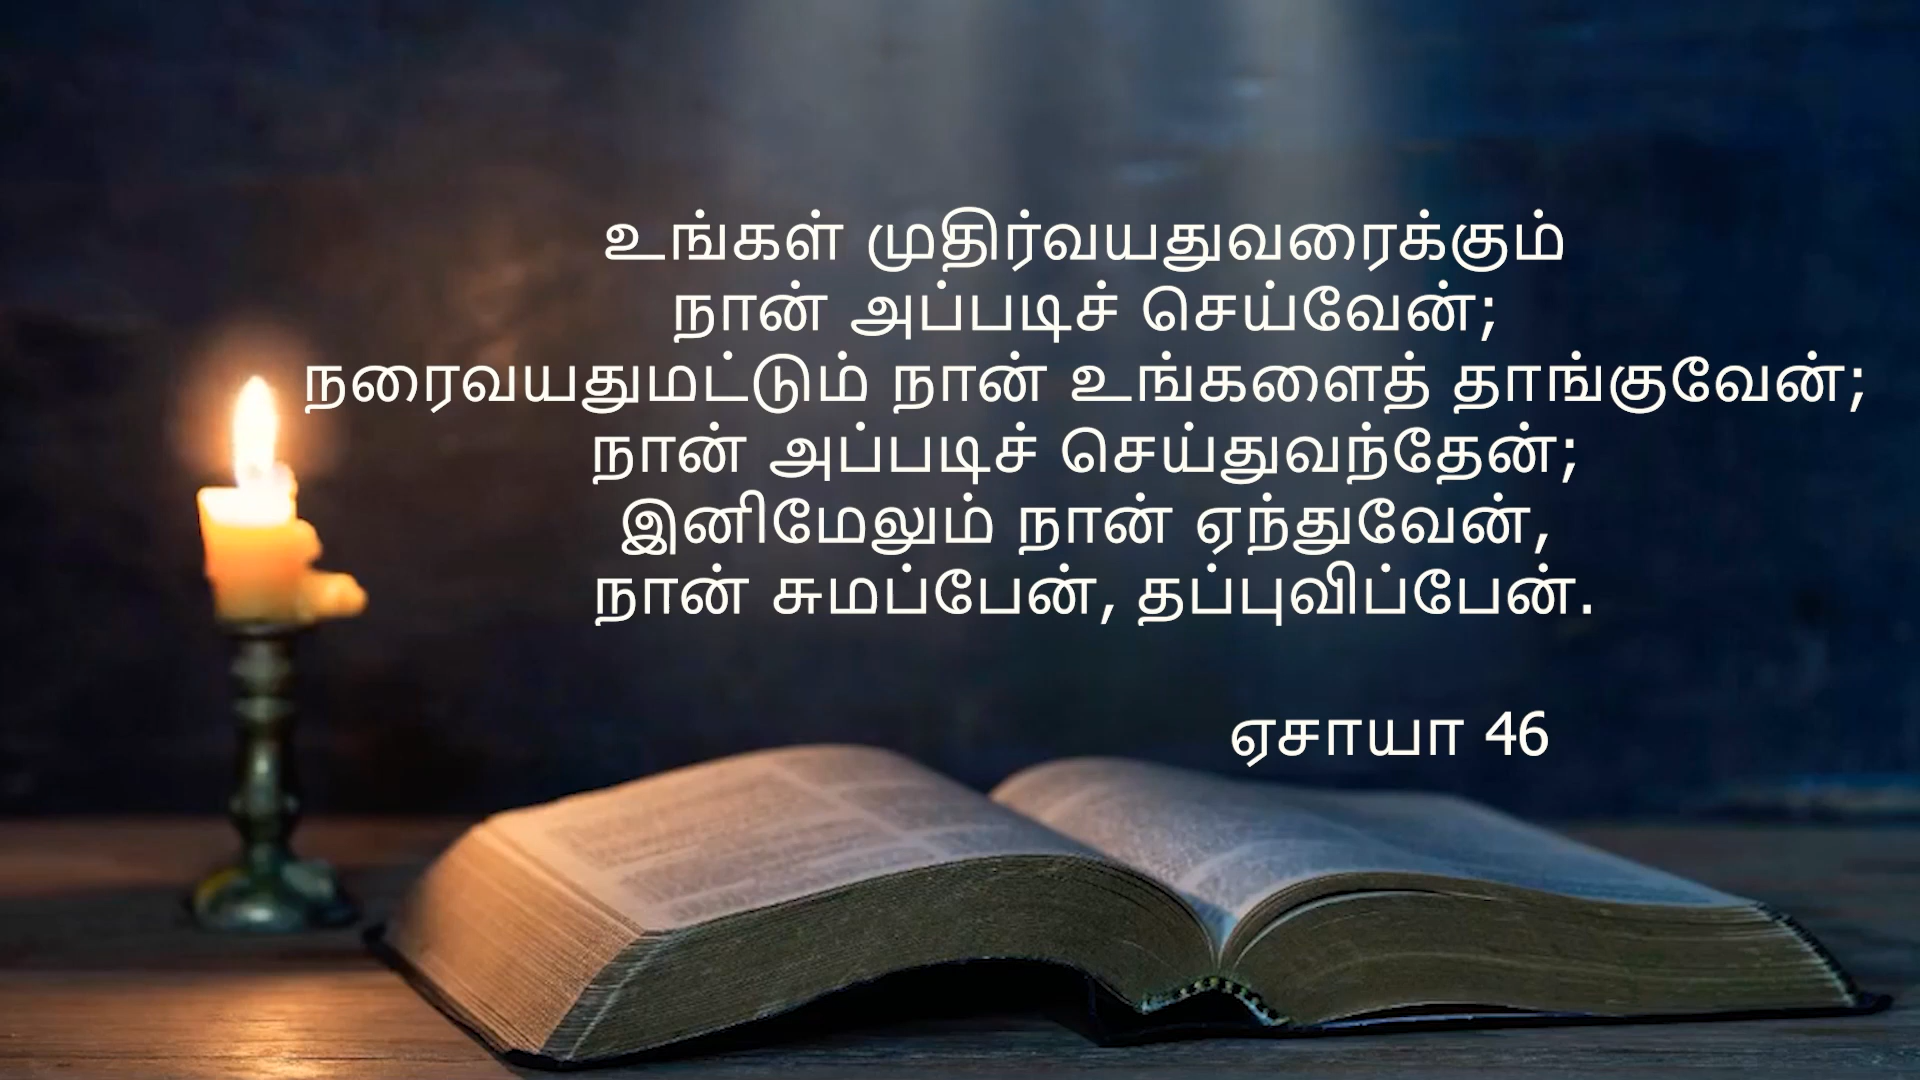 உங்கள் முதிர்வயதுவரைக்கும்
நான் அப்படிச் செய்வேன்;
நரைவயதுமட்டும் நான் உங்களைத் தாங்குவேன்;
நான் அப்படிச் செய்துவந்தேன்;
இனிமேலும் நான் ஏந்துவேன்,
நான் சுமப்பேன், தப்புவிப்பேன்.
ஏசாயா 46